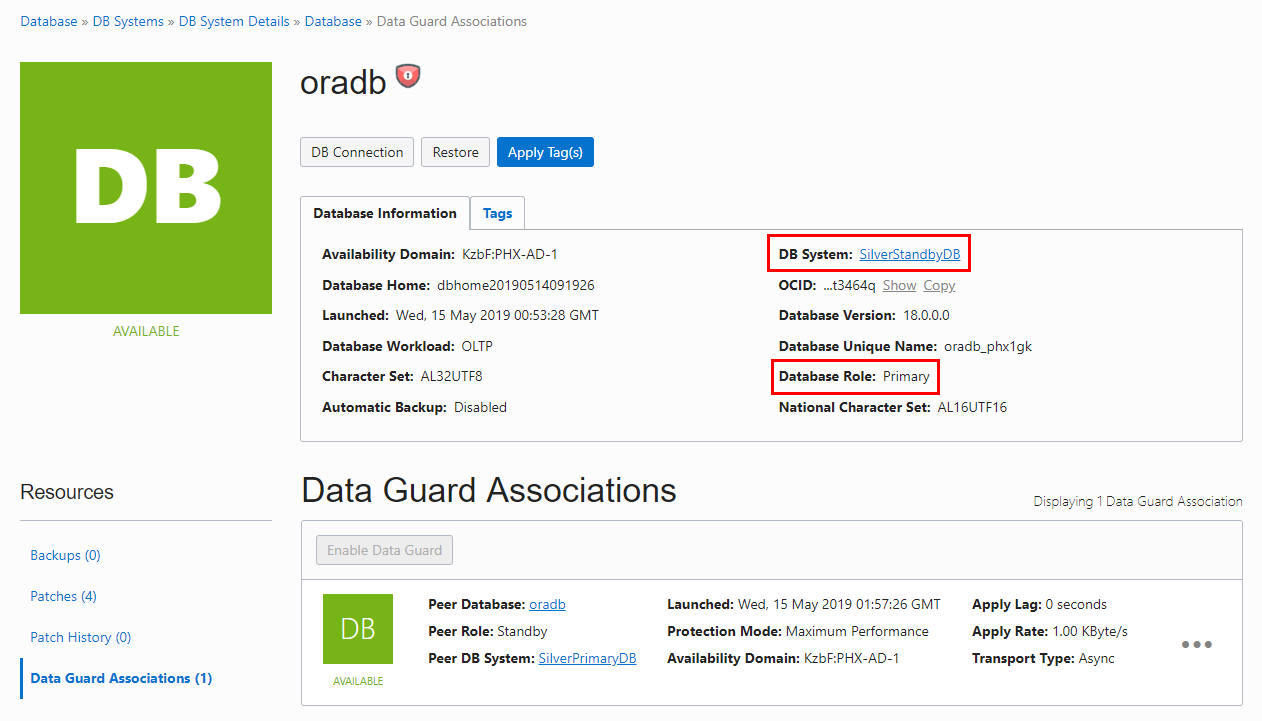 Database » DB Systems » DB System Details » Database » Data Guard Associations
DB
AVAILABLE
oradb
DB Connection Restore Apply Tag(s)
Database Information Tags
Availability Domain: KzbF:PHX-AD-1
Database Home: dbhome20190514091926
Launched: Wed, 15 May 2019 00:53:28 GMT
Database Workload: OLTP
Character Set: AL32UTF8
Automatic Backup: Disabled
DB System: SilverStandbyDB
OCID: ...t3464q Show Copy
Database Version: 18.0.0.0
Database Unique Name: oradb_phx1gk
Database Role: Primary
National Character Set: AL16UTF16
Resources
Backups (0)
Patches (4)
Patch History (0)
Data Guard Associations (1)
Data Guard Associations
Displaying 1 Data Guard Association
Enable Data Guard
DB
AVAILABLE
Peer Database: oradb
Peer Role: Standby
Peer DB System: SilverPrimaryDB
Launched: Wed, 15 May 2019 01:57:26 GMT
Protection Mode: Maximum Performance
Availability Domain: KzbF:PHX-AD-1
Apply Lag: 0 seconds
Apply Rate: 1.00 KByte/s
Transport Type: Async